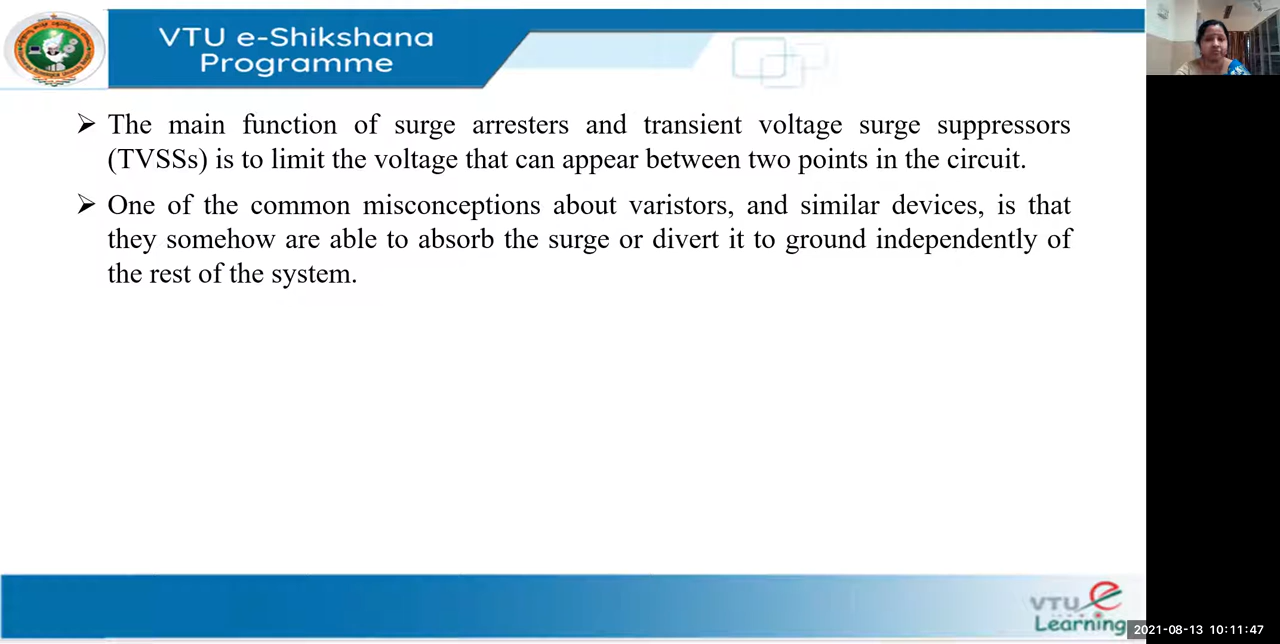 VTU e-Shikshana
Programme
➢ The main function of surge arresters and transient voltage surge suppressors
(TVSSs) is to limit the voltage that can appear between two points in the circuit.
➢ One of the common misconceptions about varistors, and similar devices, is that
they somehow are able to absorb the surge or divert it to ground independently of
the rest of the system.
VTU e
Learning
2021-08-13 10:11:47